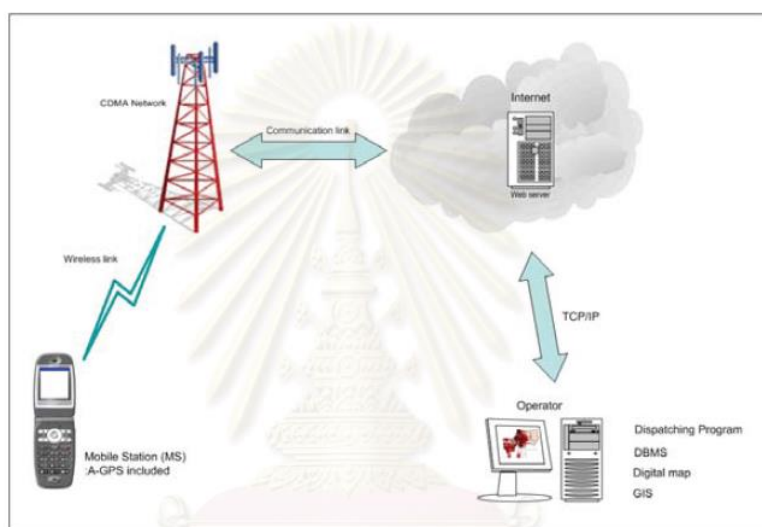 CDMA Network
Communication link
Internet
Web server
Wireless link
TCP/IP
Mobile Station (MS)
:A-GPS included
Operator
Dispatching Program
DBMS
Digital map
GIS